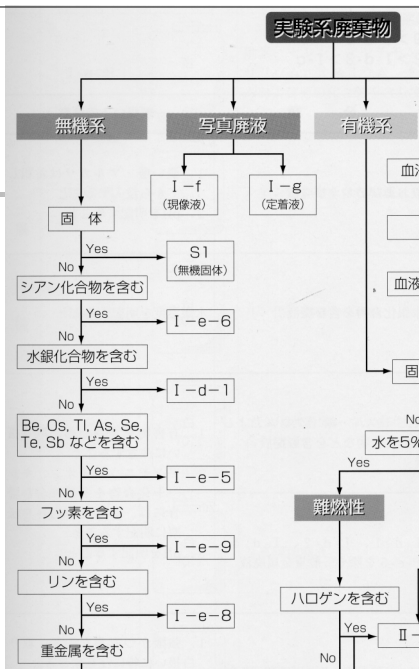 実験系廃棄物
無機系
写真廃液
有機系
Ⅰ-f
(現像液)
Ⅰ-g
(定着液)
固 体
Yes
No
S1
(無機固体)
シアン化合物を含む
Yes
No
Ⅰ-e-6
水銀化合物を含む
Yes
No
Ⅰ-d-1
Be, Os, Tl, As, Se,
Te, Sb などを含む
Yes
No
Ⅰ-e-5
フッ素を含む
Yes
No
Ⅰ-e-9
リンを含む
Yes
No
Ⅰ-e-8
重金属を含む
血液
固
No
水を5%
Yes
難燃性
ハロゲンを含む
Yes
No
Ⅱ-